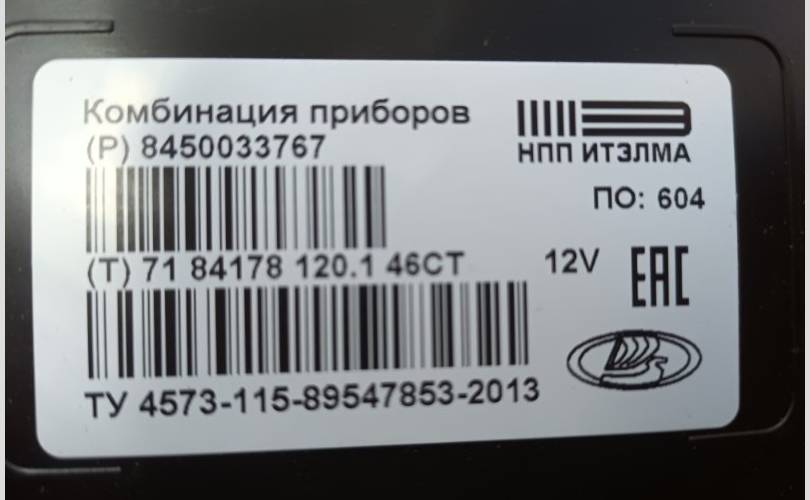 Комбинация приборов
(P) 8450033767
НПП ИТЭЛМА
ПО: 604
(T) 71 84178 120.1 46CT
12V
EAC
ТУ 4573-115-89547853-2013